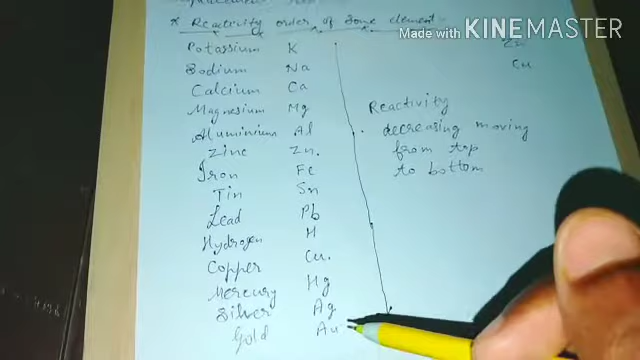 * Reactivity order of Some element
Made with KINEMASTER
Potassium K
Sodium Na
Calcium Ca
Magnesium Mg
Aluminium Al
Zinc Zn.
Iron Fe
Tin Sn
Lead Pb
Hydrogen H
Copper Cu.
Mercury Hg
Silver Ag
Gold Au
Reactivity
decreasing moving
from top
to bottom
Cu